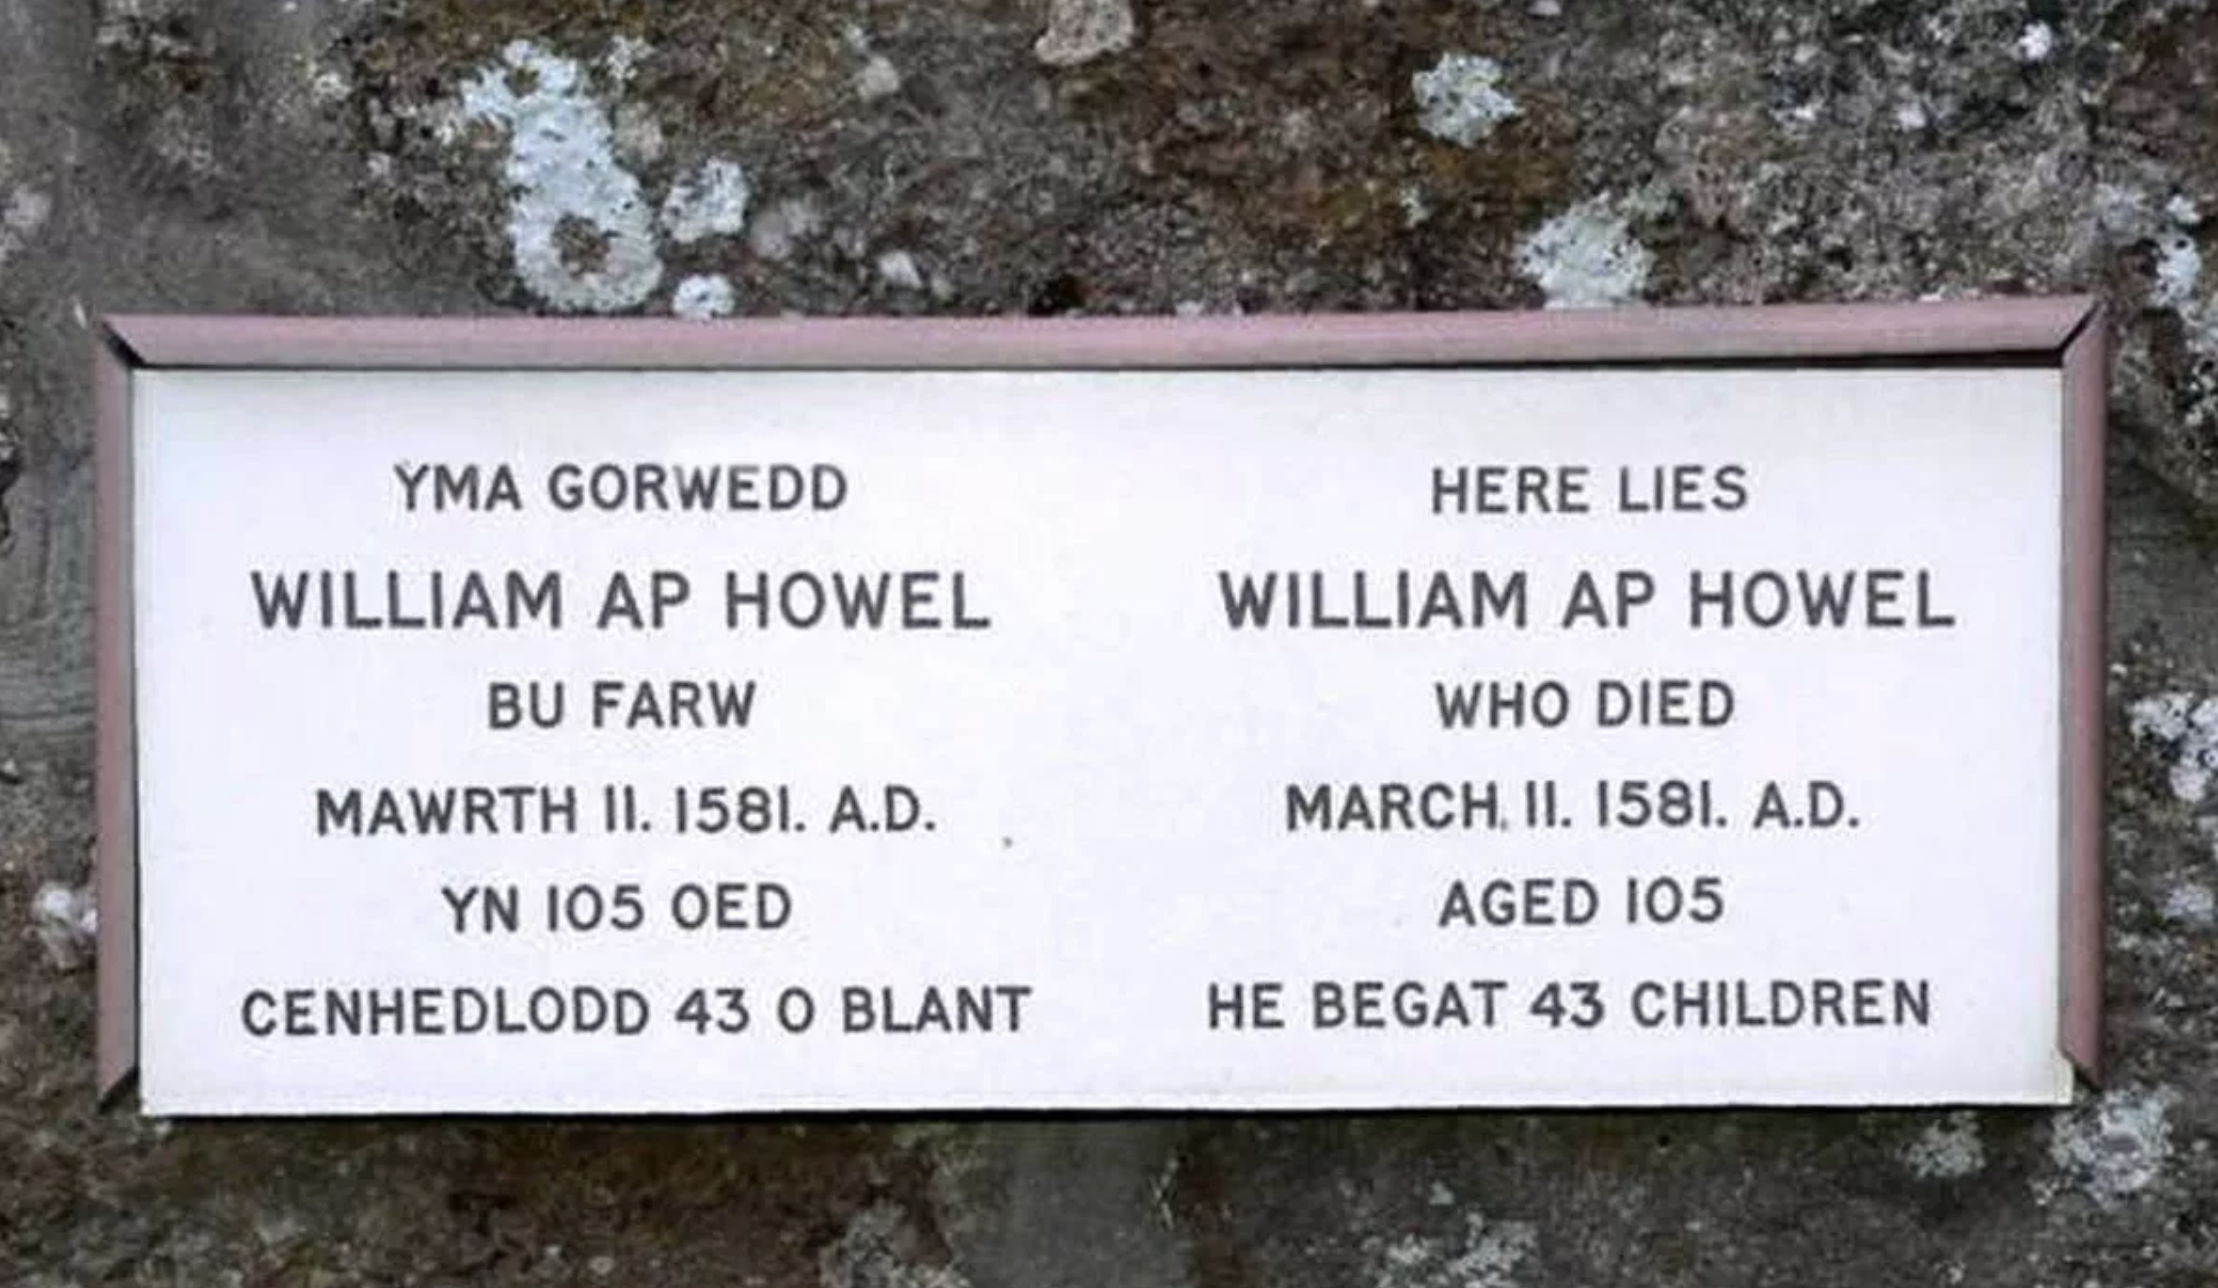 YMA GORWEDD
WILLIAM AP HOWEL
BU FARW
MAWRTH 11. 1581. A.D.
YN 105 OED
CENHEDLODD 43 O BLANT
HERE LIES
WILLIAM AP HOWEL
WHO DIED
MARCH. 11. 1581. A.D.
AGED 105
HE BEGAT 43 CHILDREN